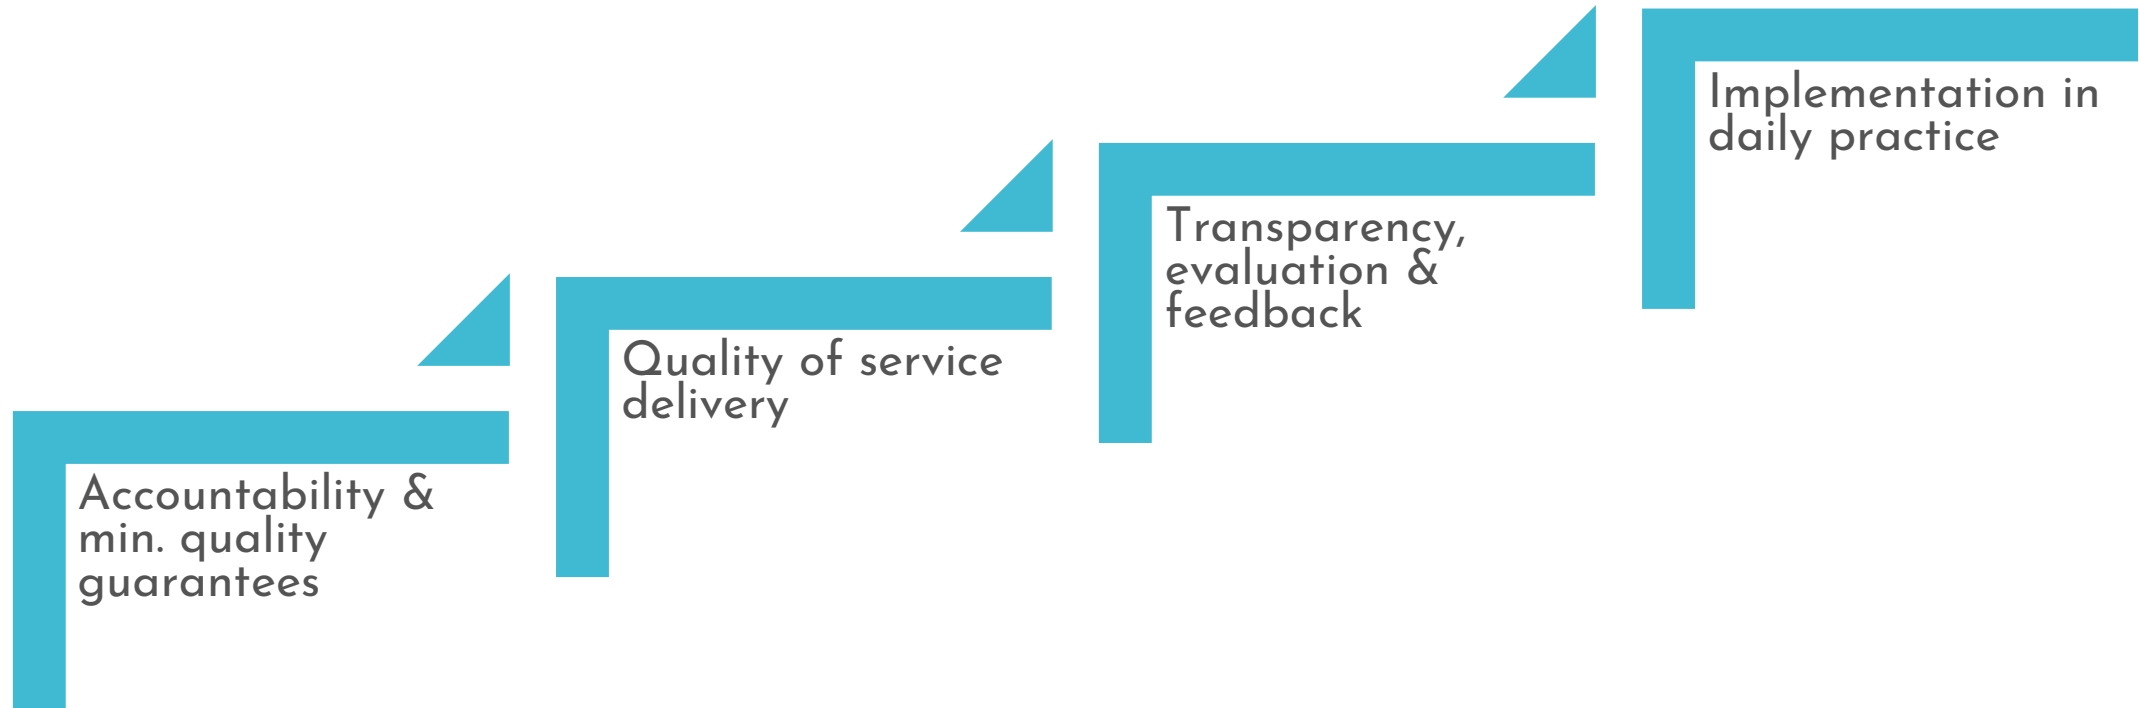 Accountability &
min. quality
guarantees
Quality of service
delivery
Transparency,
evaluation &
feedback
Implementation in
daily practice